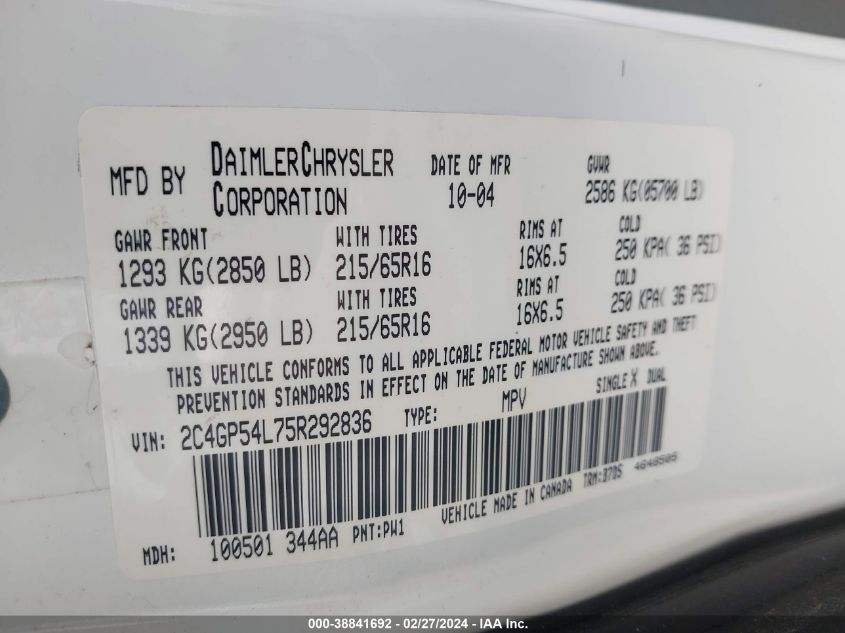 MFD BY DAIMLERCHRYSLER CORPORATION DATE OF MFR 10-04 GVWR 2586 KG(05700 LB)
GAWR FRONT WITH TIRES RIMS AT COLD
1293 KG(2850 LB) 215/65R16 16X6.5 250 KPA( 36 PSI)
GAWR REAR WITH TIRES RIMS AT COLD
1339 KG(2950 LB) 215/65R16 16X6.5 250 KPA( 36 PSI)
THIS VEHICLE CONFORMS TO ALL APPLICABLE FEDERAL MOTOR VEHICLE SAFETY AND THEFT
PREVENTION STANDARDS IN EFFECT ON THE DATE OF MANUFACTURE SHOWN ABOVE.
VIN: 2C4GP54L75R292836 TYPE: MPV SINGLE X DUAL
MDH: 100501 344AA PNT:PW1 VEHICLE MADE IN CANADA TRM:B7D5 4648505
000-38841692 - 02/27/2024 - IAA Inc.